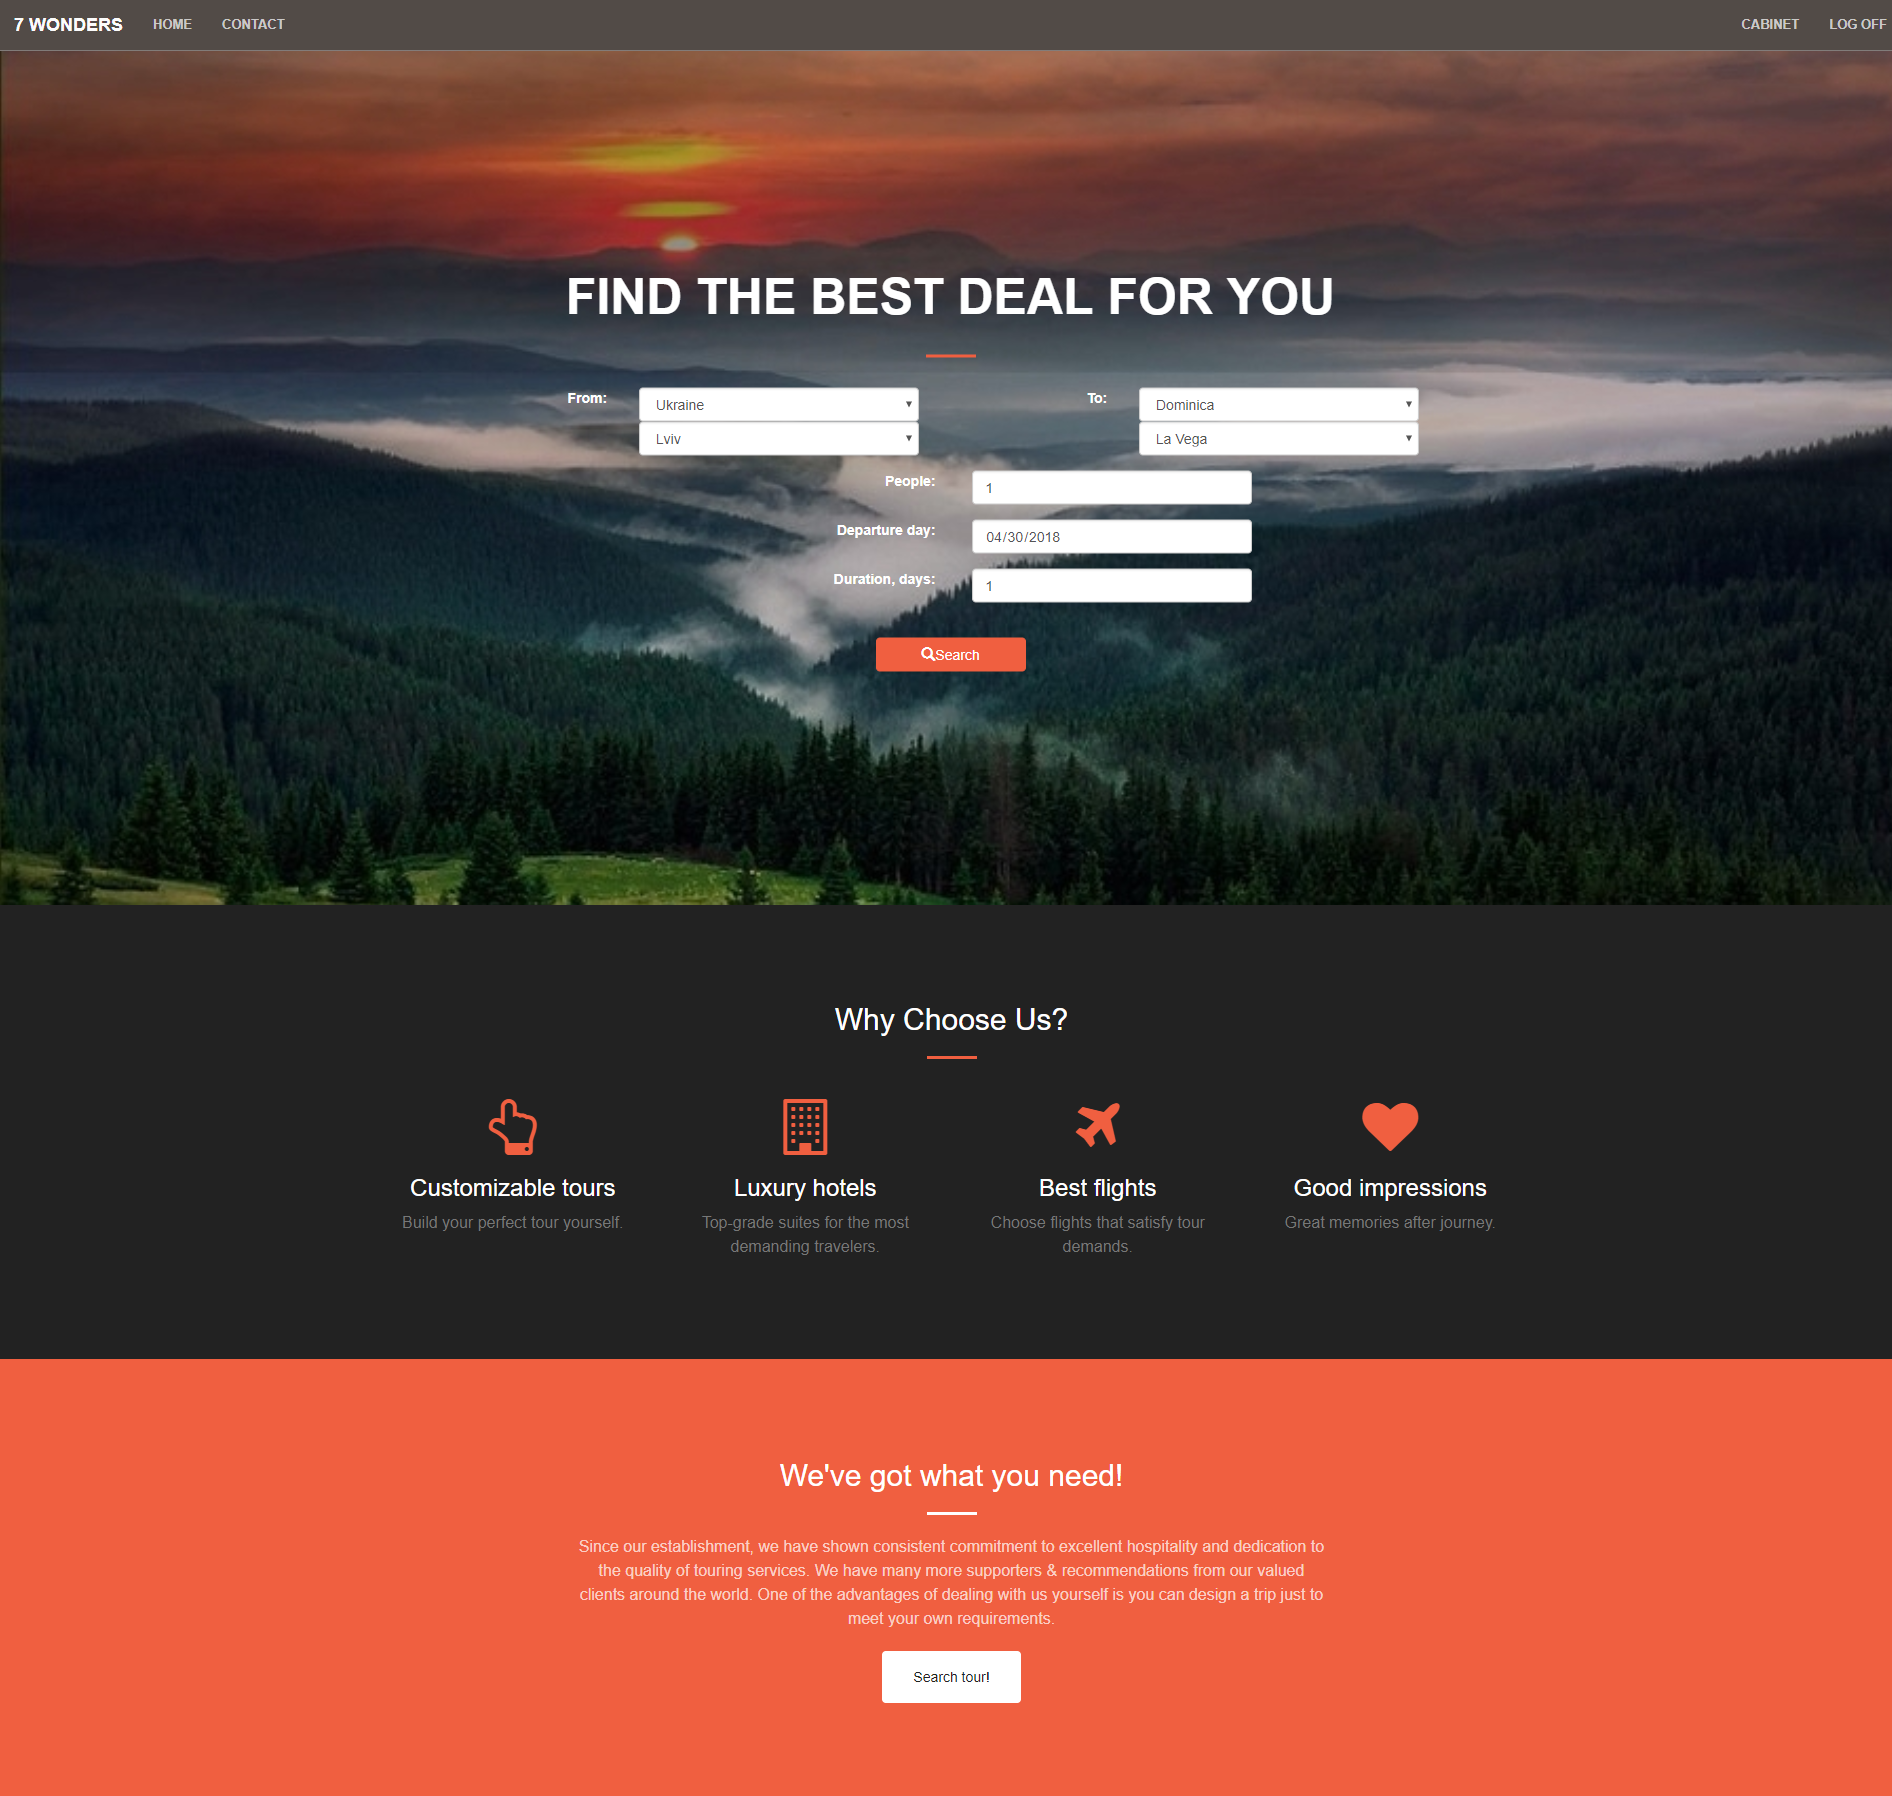 7 WONDERS HOME CONTACT CABINET LOG OFF
FIND THE BEST DEAL FOR YOU
From: Ukraine To: Dominica
Lviv La Vega
People: 1
Departure day: 04/30/2018
Duration, days: 1
Search
Why Choose Us?
Customizable tours
Build your perfect tour yourself.
Luxury hotels
Top-grade suites for the most
demanding travelers.
Best flights
Choose flights that satisfy tour
demands.
Good impressions
Great memories after journey.
We've got what you need!
Since our establishment, we have shown consistent commitment to excellent hospitality and dedication to
the quality of touring services. We have many more supporters & recommendations from our valued
clients around the world. One of the advantages of dealing with us yourself is you can design a trip just to
meet your own requirements.
Search tour!